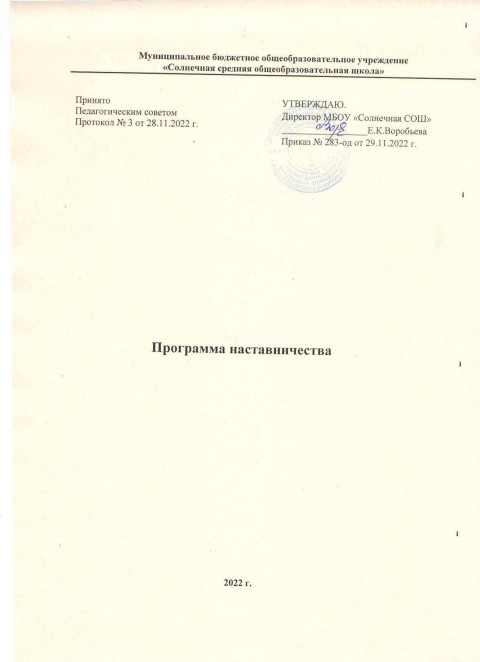 Муниципальное бюджетное общеобразовательное учреждение
«Солнечная средняя общеобразовательная школа»
Принято
Педагогическим советом
Протокол № 3 от 28.11.2022 г.
УТВЕРЖДАЮ.
Директор МБОУ «Солнечная СОШ»
Е.К.Воробьева
Приказ № 283-од от 29.11.2022 г.
Программа наставничества
2022 г.